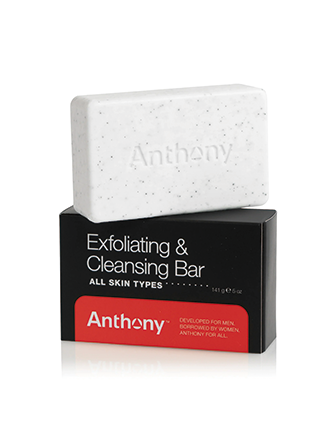 Anthony
Exfoliating &
Cleansing Bar
ALL SKIN TYPES
141 g ℮ 5 oz
Anthony™
DEVELOPED FOR MEN.
BORROWED BY WOMEN.
ANTHONY FOR ALL.